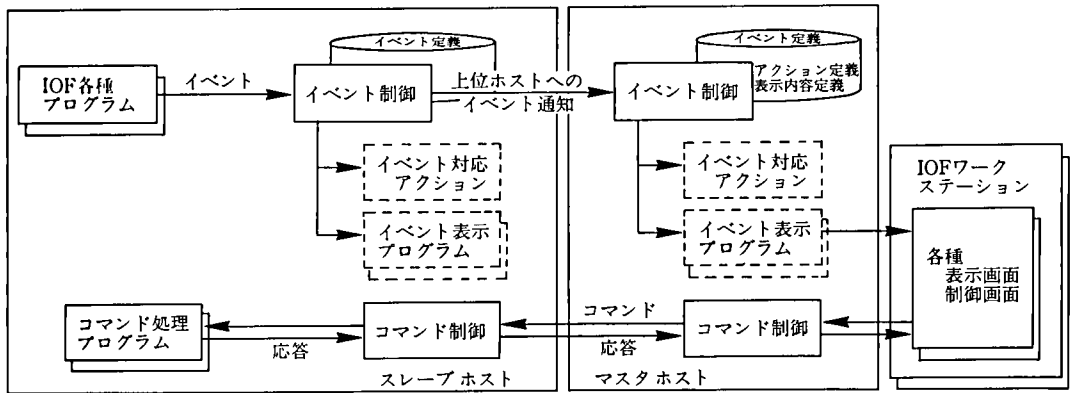 イベント定義
IOF各種
プログラム
イベント
イベント制御
上位ホストへの
イベント通知
イベント対応
アクション
イベント表示
プログラム
コマンド処理
プログラム
応答
コマンド制御
スレーブホスト
イベント定義
イベント制御
アクション定義
表示内容定義
イベント対応
アクション
イベント表示
プログラム
コマンド
応答
コマンド制御
マスタホスト
IOFワーク
ステーション
各種
表示画面
制御画面